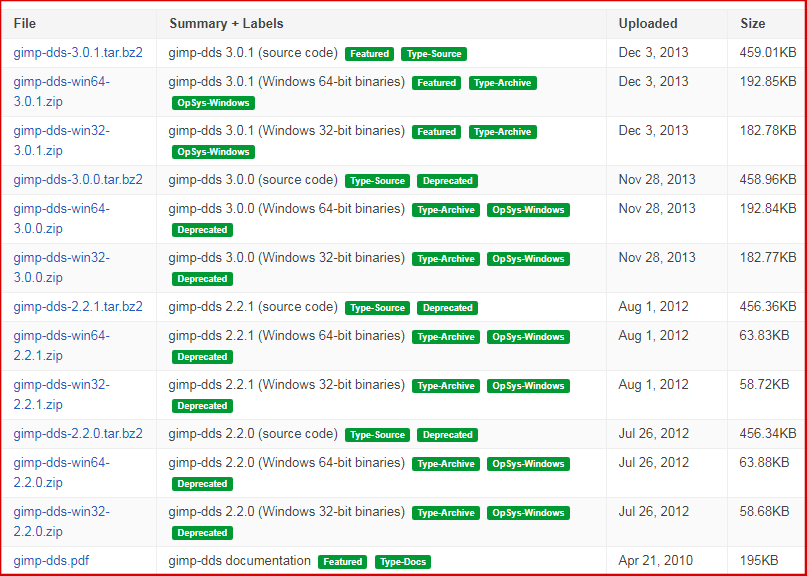 File Summary + Labels Uploaded Size
gimp-dds-3.0.1.tar.bz2 gimp-dds 3.0.1 (source code) Featured Type-Source Dec 3, 2013 459.01KB
gimp-dds-win64- gimp-dds 3.0.1 (Windows 64-bit binaries) Featured Type-Archive Dec 3, 2013 192.85KB
3.0.1.zip OpSys-Windows
gimp-dds-win32- gimp-dds 3.0.1 (Windows 32-bit binaries) Featured Type-Archive Dec 3, 2013 182.78KB
3.0.1.zip OpSys-Windows
gimp-dds-3.0.0.tar.bz2 gimp-dds 3.0.0 (source code) Type-Source Deprecated Nov 28, 2013 458.96KB
gimp-dds-win64- gimp-dds 3.0.0 (Windows 64-bit binaries) Type-Archive OpSys-Windows Nov 28, 2013 192.84KB
3.0.0.zip Deprecated
gimp-dds-win32- gimp-dds 3.0.0 (Windows 32-bit binaries) Type-Archive OpSys-Windows Nov 28, 2013 182.77KB
3.0.0.zip Deprecated
gimp-dds-2.2.1.tar.bz2 gimp-dds 2.2.1 (source code) Type-Source Deprecated Aug 1, 2012 456.36KB
gimp-dds-win64- gimp-dds 2.2.1 (Windows 64-bit binaries) Type-Archive OpSys-Windows Aug 1, 2012 63.83KB
2.2.1.zip Deprecated
gimp-dds-win32- gimp-dds 2.2.1 (Windows 32-bit binaries) Type-Archive OpSys-Windows Aug 1, 2012 58.72KB
2.2.1.zip Deprecated
gimp-dds-2.2.0.tar.bz2 gimp-dds 2.2.0 (source code) Type-Source Deprecated Jul 26, 2012 456.34KB
gimp-dds-win64- gimp-dds 2.2.0 (Windows 64-bit binaries) Type-Archive OpSys-Windows Jul 26, 2012 63.88KB
2.2.0.zip Deprecated
gimp-dds-win32- gimp-dds 2.2.0 (Windows 32-bit binaries) Type-Archive OpSys-Windows Jul 26, 2012 58.68KB
2.2.0.zip Deprecated
gimp-dds.pdf gimp-dds documentation Featured Type-Docs Apr 21, 2010 195KB